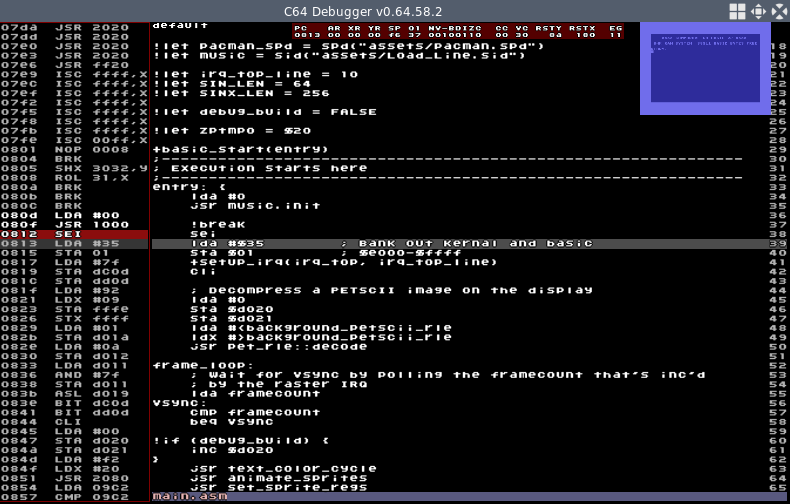 C64 Debugger v0.64.58.2
07da JSR 2020
07dd JSR 2020
07e0 JSR 2020
07e3 JSR 2020
07e6 JSR ff20
07e9 ISC ffff,X
07ec ISC ffff,X
07ef ISC ffff,X
07f2 ISC ffff,X
07f5 ISC ffff,X
07f8 ISC ffff,X
07fb ISC ffff,X
07fe ISC 00ff,X
0801 NOP 0008
0804 BRK
0805 SHX 3032,Y
0808 ROL 31,X
080a BRK
080b BRK
080c BRK
080d LDA #00
080f JSR 1000
0812 SEI
0813 LDA #35
0815 STA 01
0817 LDA #7f
0819 STA dc0d
081c STA dd0d
081f LDA #92
0821 LDX #09
0823 STA fffe
0826 STX ffff
0829 LDA #01
082b STA d01a
082e LDA #0a
0830 STA d012
0833 LDA d011
0836 AND #7f
0838 STA d011
083b ASL d019
083e BIT dc0d
0841 BIT dd0d
0844 CLI
0845 LDA #00
0847 STA d020
084a STA d021
084d LDA #f2
084f LDX #20
0851 JSR 2080
0854 LDA 09C2
0857 CMP 09C2
default
PC AR XR YR SP 01 NV-BDIZC CC VC RSTY RSTX EG
0813 00 00 00 f6 37 00100110 00 30 0a 100 11
!let pacman_spd = spd("assets/pacman.spd") 18
!let music = sid("assets/Load_Line.sid")
!let irq_top_line = 10
!let SIN_LEN = 64
!let SINX_LEN = 256
!let debug_build = FALSE 25
26
!let zptmp0 = $20 27
28
+basic_start(entry) 29
;-------------------------------------------------------------- 30
; Execution starts here 31
;-------------------------------------------------------------- 32
entry: { 33
lda #0 34
jsr music.init 35
36
!break 37
sei 38
lda #$35 ; Bank out kernal and basic 39
sta $01 ; $e000-$ffff 40
+setup_irq(irq_top, irq_top_line) 41
cli 42
43
; Decompress a PETSCII image on the display 44
lda #0 45
sta $d020 46
sta $d021 47
lda #<background_petscii_rle 48
ldx #>background_petscii_rle 49
jsr pet_rle::decode 50
51
frame_loop: 52
; wait for vsync by polling the framecount that's inc'd 53
; by the raster IRQ 54
lda framecount 55
vsync: 56
cmp framecount 57
beq vsync 58
59
!if (debug_build) { 60
inc $d020 61
} 62
jsr text_color_cycle 63
jsr animate_sprites 64
jsr set_sprite_regs 65
main.asm